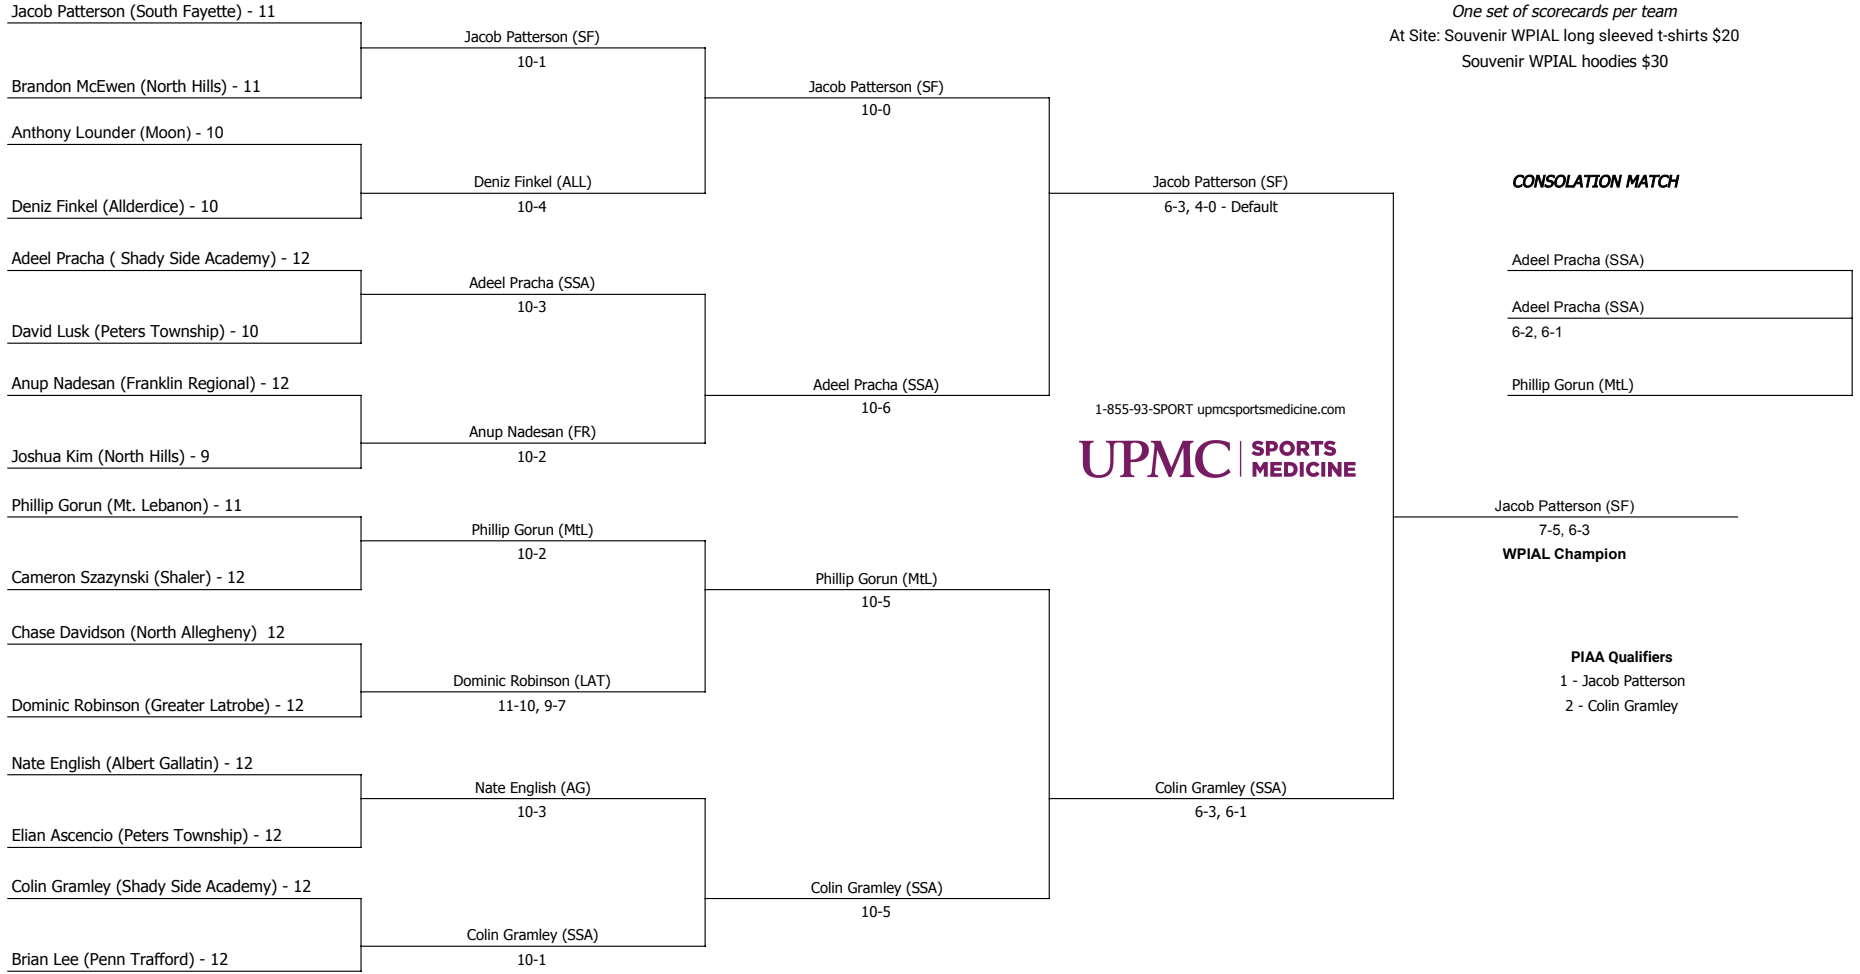 Jacob Patterson (South Fayette) - 11
Brandon McEwen (North Hills) - 11
Anthony Lounder (Moon) - 10
Deniz Finkel (Allderdice) - 10
Adeel Pracha ( Shady Side Academy) - 12
David Lusk (Peters Township) - 10
Anup Nadesan (Franklin Regional) - 12
Joshua Kim (North Hills) - 9
Phillip Gorun (Mt. Lebanon) - 11
Cameron Szazynski (Shaler) - 12
Chase Davidson (North Allegheny)  12
Dominic Robinson (Greater Latrobe) - 12
Nate English (Albert Gallatin) - 12
Elian Ascencio (Peters Township) - 12
Colin Gramley (Shady Side Academy) - 12
Brian Lee (Penn Trafford) - 12
Jacob Patterson (SF)
10-1
Deniz Finkel (ALL)
10-4
Adeel Pracha (SSA)
10-3
Anup Nadesan (FR)
10-2
Phillip Gorun (MtL)
10-2
Dominic Robinson (LAT)
11-10, 9-7
Nate English (AG)
10-3
Colin Gramley (SSA)
10-1
Jacob Patterson (SF)
10-0
Adeel Pracha (SSA)
10-6
Phillip Gorun (MtL)
10-5
Colin Gramley (SSA)
10-5
Jacob Patterson (SF)
6-3, 4-0 - Default
1-855-93-SPORT upmcsportsmedicine.com
UPMC SPORTS
MEDICINE
Colin Gramley (SSA)
6-3, 6-1
One set of scorecards per team
At Site: Souvenir WPIAL long sleeved t-shirts $20
Souvenir WPIAL hoodies $30
CONSOLATION MATCH
Adeel Pracha (SSA)
Adeel Pracha (SSA)
6-2, 6-1
Phillip Gorun (MtL)
Jacob Patterson (SF)
7-5, 6-3
WPIAL Champion
PIAA Qualifiers
1 - Jacob Patterson
2 - Colin Gramley